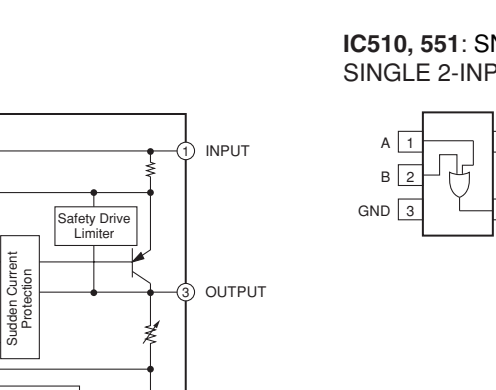 IC510, 551: SN
SINGLE 2-INP
1 INPUT
Safety Drive
Limiter
Sudden Current
Protection
3 OUTPUT
A 1
B 2
GND 3